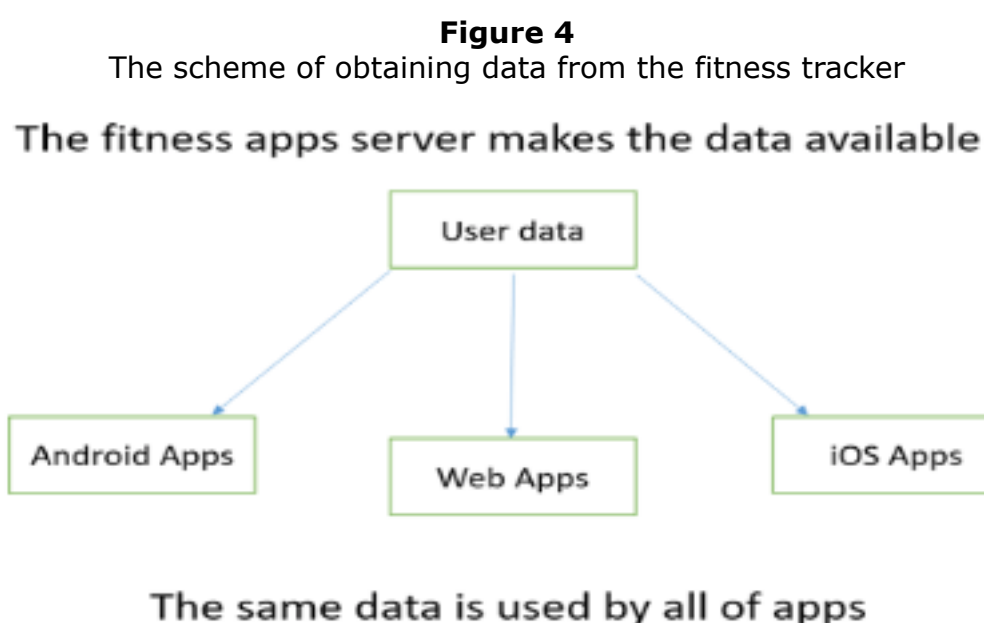 Figure 4
The scheme of obtaining data from the fitness tracker
The fitness apps server makes the data available
User data
Android Apps
Web Apps
iOS Apps
The same data is used by all of apps